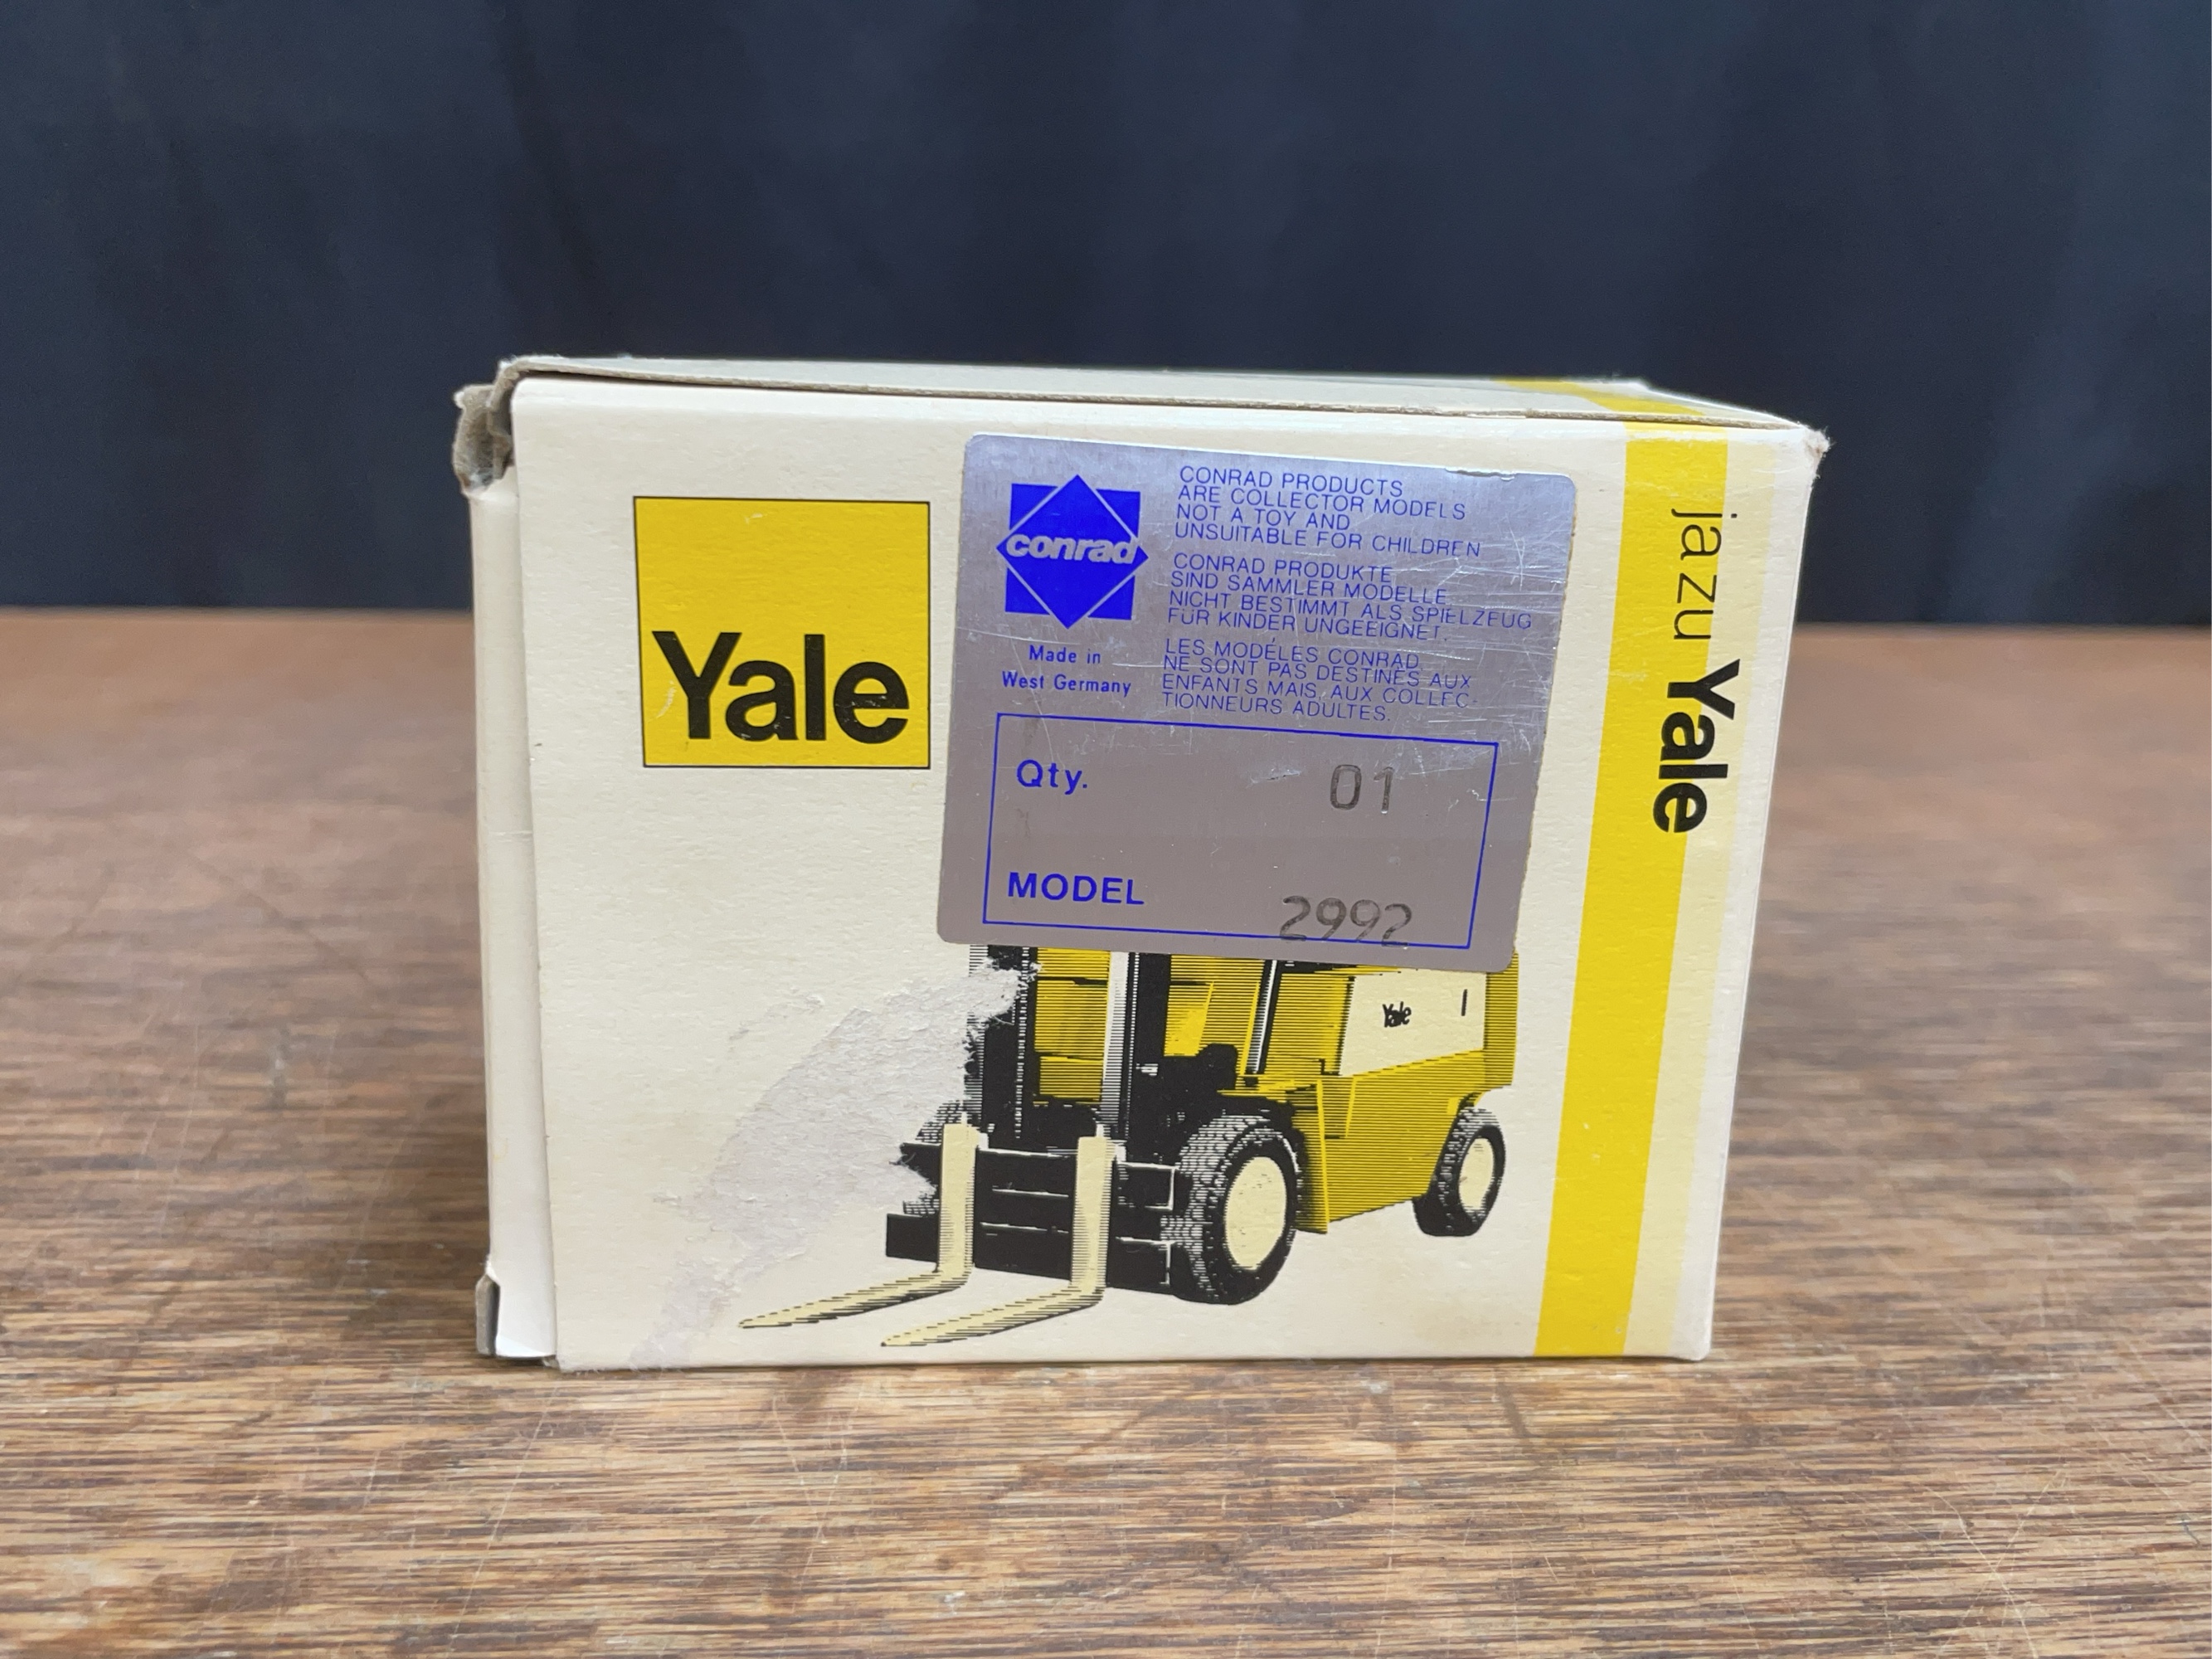 Yale
conrad
Made in
West Germany
CONRAD PRODUCTS
ARE COLLECTOR MODELS
NOT A TOY AND
UNSUITABLE FOR CHILDREN
CONRAD PRODUKTE
SIND SAMMLER MODELLE
NICHT BESTIMMT ALS SPIELZEUG
FÜR KINDER UNGEEIGNET.
LES MODÉLES CONRAD
NE SONT PAS DESTINÉS AUX
ENFANTS MAIS AUX COLLEC-
TIONNEURS ADULTES.
Qty. 01
MODEL 2992
Yale
ja zu Yale